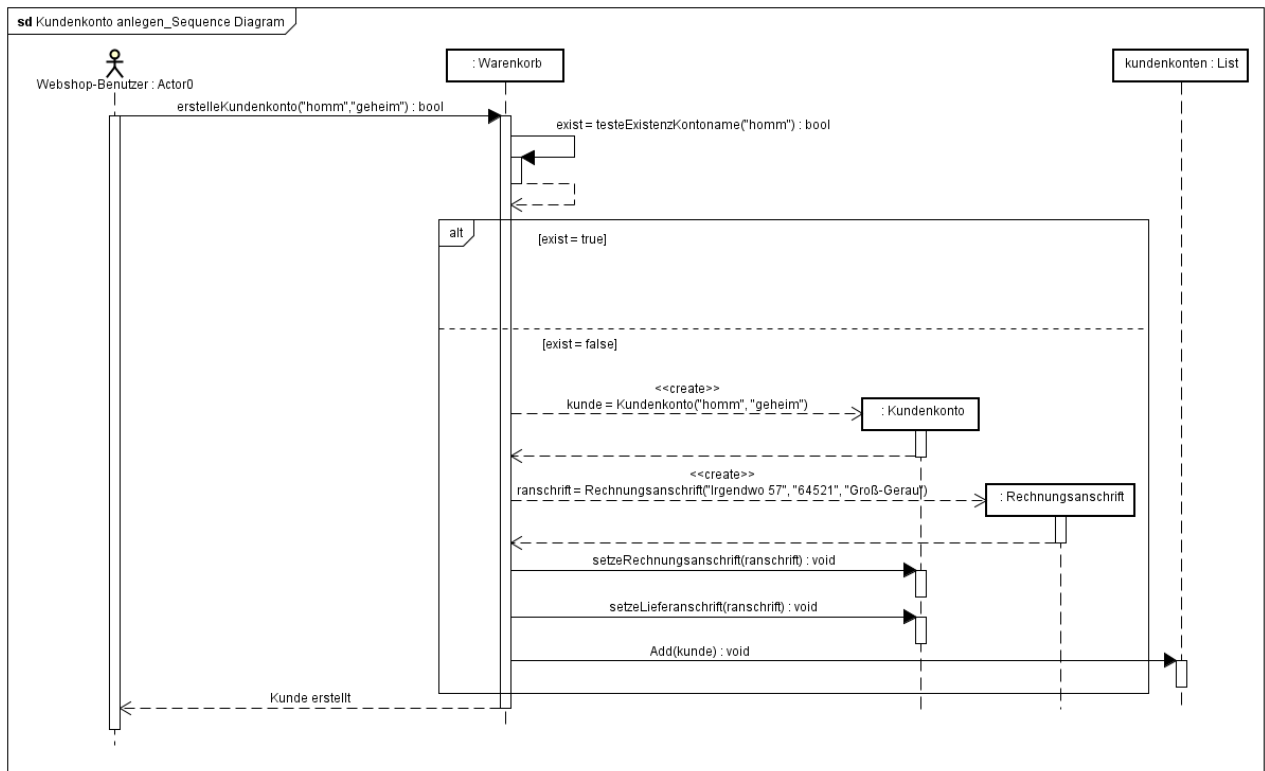 sd Kundenkonto anlegen_Sequence Diagram
Webshop-Benutzer : Actor0
: Warenkorb
kundenkonten : List
erstelleKundenkonto("homm","geheim") : bool
exist = testeExistenzKontoname("homm") : bool
alt
[exist = true]
[exist = false]
<<create>>
kunde = Kundenkonto("homm", "geheim")
: Kundenkonto
<<create>>
ranschrift = Rechnungsanschrift("Irgendwo 57", "64521", "Groß-Gerau")
: Rechnungsanschrift
setzeRechnungsanschrift(ranschrift) : void
setzeLieferanschrift(ranschrift) : void
Add(kunde) : void
Kunde erstellt